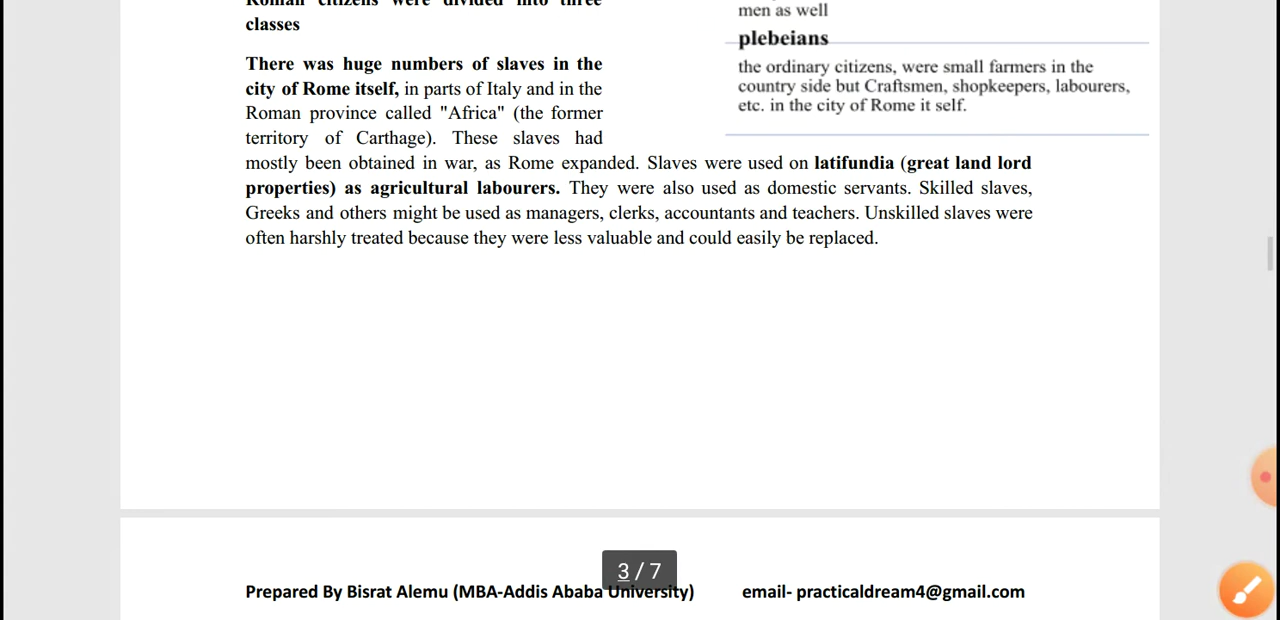 Roman citizens were divided into three
classes
There was huge numbers of slaves in the
city of Rome itself, in parts of Italy and in the
Roman province called "Africa" (the former
territory of Carthage). These slaves had
mostly been obtained in war, as Rome expanded. Slaves were used on latifundia (great land lord
properties) as agricultural labourers. They were also used as domestic servants. Skilled slaves,
Greeks and others might be used as managers, clerks, accountants and teachers. Unskilled slaves were
often harshly treated because they were less valuable and could easily be replaced.
men as well
plebeians
the ordinary citizens, were small farmers in the
country side but Craftsmen, shopkeepers, labourers,
etc. in the city of Rome it self.
3 / 7
Prepared By Bisrat Alemu (MBA-Addis Ababa University) email- practicaldream4@gmail.com